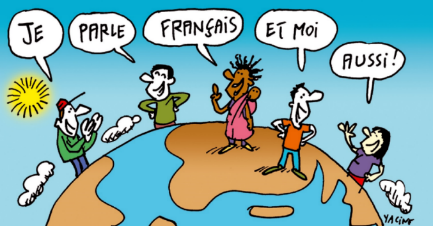 JE
PARLE
FRANÇAIS
ET MOI
AUSSI!
YACINE